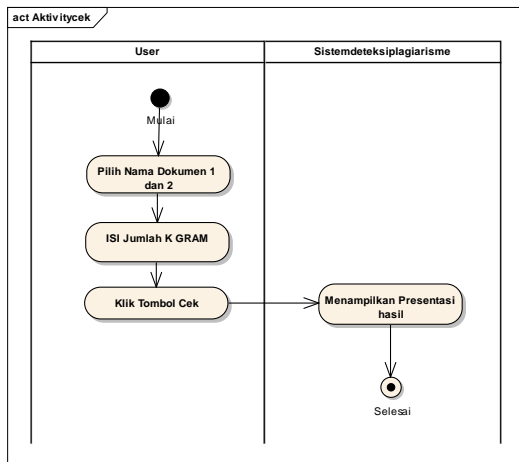 act Aktivitycek
User
Sistemdeteksiplagiarisme
Mulai
Pilih Nama Dokumen 1
dan 2
ISI Jumlah K GRAM
Klik Tombol Cek
Menampilkan Presentasi
hasil
Selesai